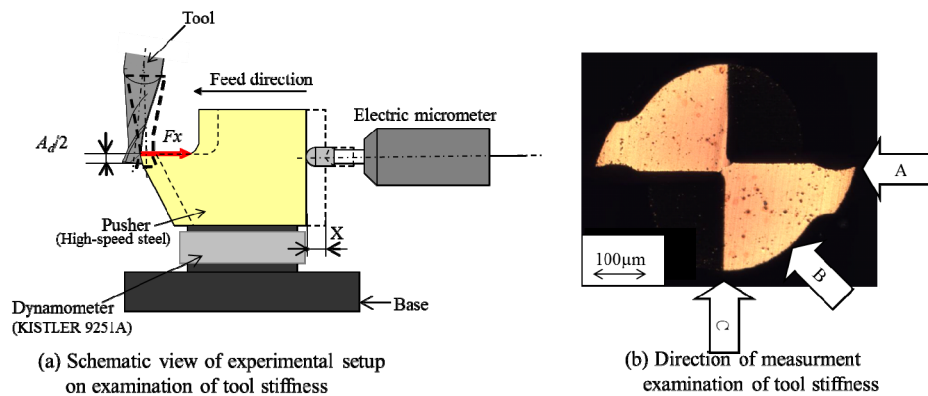 Tool
Feed direction
Electric micrometer
Fx
A_d/2
Pusher
(High-speed steel)
X
Dynamometer
(KISTLER 9251A)
Base
(a) Schematic view of experimental setup
on examination of tool stiffness
A
B
C
100μm
(b) Direction of measurment
examination of tool stiffness